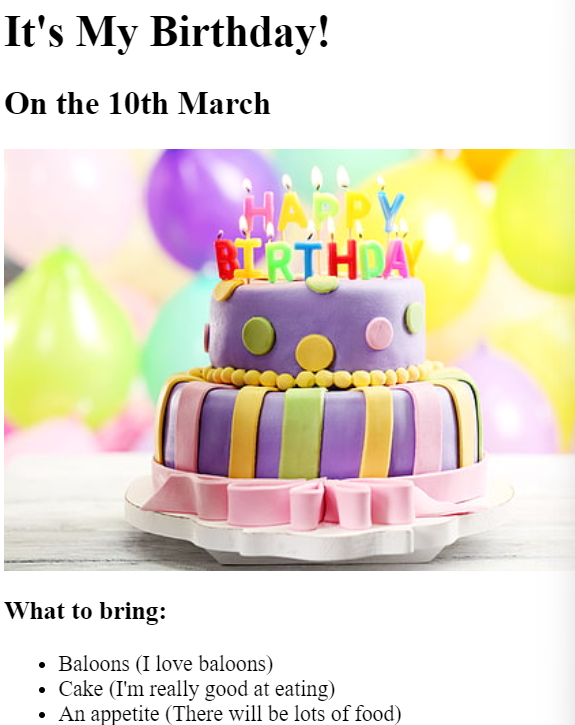 It's My Birthday!
On the 10th March
HAPPY
BIRTHDAY
What to bring:
Baloons (I love baloons)
Cake (I'm really good at eating)
An appetite (There will be lots of food)